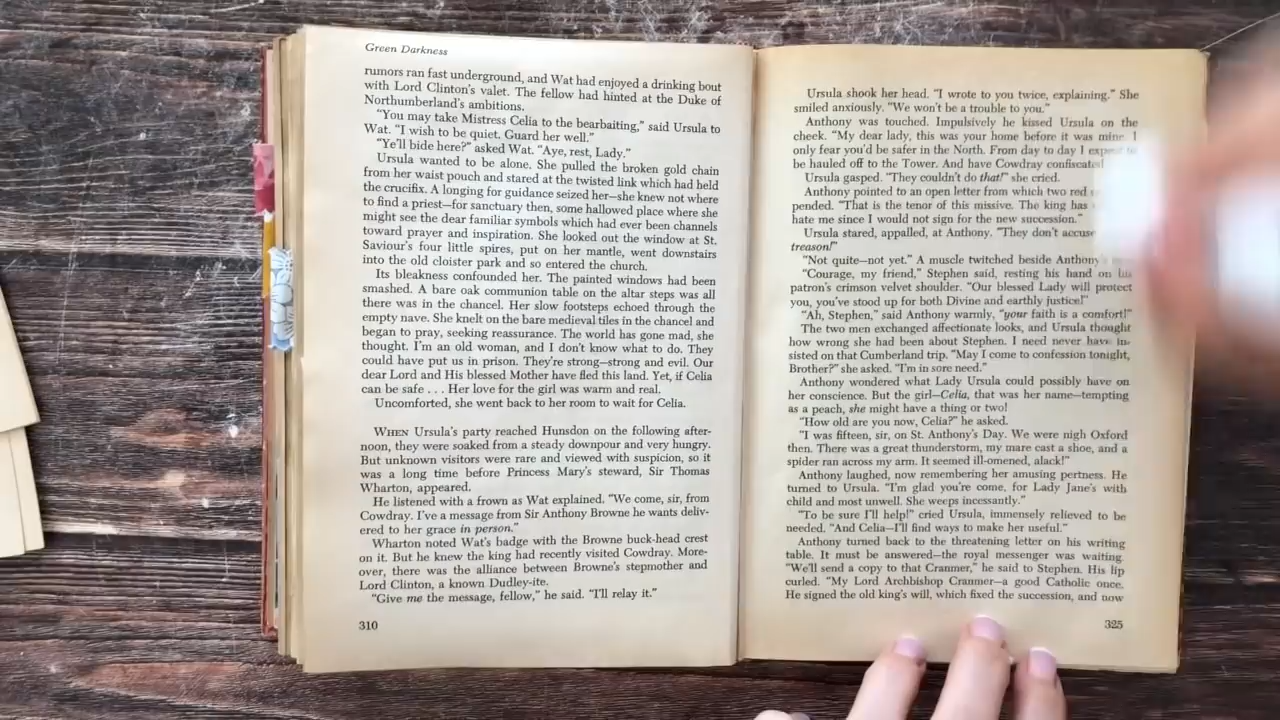 Green Darkness
rumors ran fast underground, and Wat had enjoyed a drinking bout
with Lord Clinton's valet. The fellow had hinted at the Duke of
Northumberland's ambitions.
"You may take Mistress Celia to the bearbaiting," said Ursula to
Wat. "I wish to be quiet. Guard her well."
"Ye'll bide here?" asked Wat. "Aye, rest, Lady."
Ursula wanted to be alone. She pulled the broken gold chain
from her waist pouch and stared at the twisted link which had held
the crucifix. A longing for guidance seized her—she knew not where
to find a priest—for sanctuary then, some hallowed place where she
might see the dear familiar symbols which had ever been channels
toward prayer and inspiration. She looked out the window at St.
Saviour's four little spires, put on her mantle, went downstairs
into the old cloister park and so entered the church.
Its bleakness confounded her. The painted windows had been
smashed. A bare oak communion table on the altar steps was all
there was in the chancel. Her slow footsteps echoed through the
empty nave. She knelt on the bare medieval tiles in the chancel and
began to pray, seeking reassurance. The world has gone mad, she
thought. I'm an old woman, and I don't know what to do. They
could have put us in prison. They're strong—strong and evil. Our
dear Lord and His blessed Mother have fled this land. Yet, if Celia
can be safe . . . Her love for the girl was warm and real.
Uncomforted, she went back to her room to wait for Celia.
WHEN Ursula's party reached Hunsdon on the following after-
noon, they were soaked from a steady downpour and very hungry.
But unknown visitors were rare and viewed with suspicion, so it
was a long time before Princess Mary's steward, Sir Thomas
Wharton, appeared.
He listened with a frown as Wat explained. "We come, sir, from
Cowdray. I've a message from Sir Anthony Browne he wants deliv-
ered to her grace in person."
Wharton noted Wat's badge with the Browne buck-head crest
on it. But he knew the king had recently visited Cowdray. More-
over, there was the alliance between Browne's stepmother and
Lord Clinton, a known Dudley-ite.
"Give me the message, fellow," he said. "I'll relay it."
310
Ursula shook her head. "I wrote to you twice, explaining." She
smiled anxiously. "We won't be a trouble to you."
Anthony was touched. Impulsively he kissed Ursula on the
cheek. "My dear lady, this was your home before it was mine. I
only fear you'd be safer in the North. From day to day I expect to
be hauled off to the Tower. And have Cowdray confiscated
Ursula gasped. "They couldn't do that!" she cried.
Anthony pointed to an open letter from which two red
pended. "That is the tenor of this missive. The king has
hate me since I would not sign for the new succession."
Ursula stared, appalled, at Anthony. "They don't accuse
treason!"
"Not quite—not yet." A muscle twitched beside Anthony's
"Courage, my friend," Stephen said, resting his hand on his
patron's crimson velvet shoulder. "Our blessed Lady will protect
you, you've stood up for both Divine and earthly justice!"
"Ah, Stephen," said Anthony warmly, "your faith is a comfort!"
The two men exchanged affectionate looks, and Ursula thought
how wrong she had been about Stephen. I need never have in-
sisted on that Cumberland trip. "May I come to confession tonight,
Brother?" she asked. "I'm in sore need."
Anthony wondered what Lady Ursula could possibly have on
her conscience. But the girl—Celia, that was her name—tempting
as a peach, she might have a thing or two!
"How old are you now, Celia?" he asked.
"I was fifteen, sir, on St. Anthony's Day. We were nigh Oxford
then. There was a great thunderstorm, my mare cast a shoe, and a
spider ran across my arm. It seemed ill-omened, alack!"
Anthony laughed, now remembering her amusing pertness. He
turned to Ursula. "I'm glad you're come, for Lady Jane's with
child and most unwell. She weeps incessantly."
"To be sure I'll help!" cried Ursula, immensely relieved to be
needed. "And Celia—I'll find ways to make her useful."
Anthony turned back to the threatening letter on his writing
table. It must be answered—the royal messenger was waiting.
"We'll send a copy to that Cranmer," he said to Stephen. His lip
curled. "My Lord Archbishop Cranmer—a good Catholic once.
He signed the old king's will, which fixed the succession, and now
325